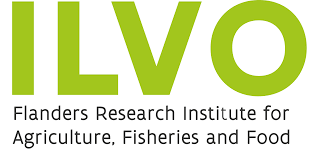 ILVO
Flanders Research Institute for
Agriculture, Fisheries and Food